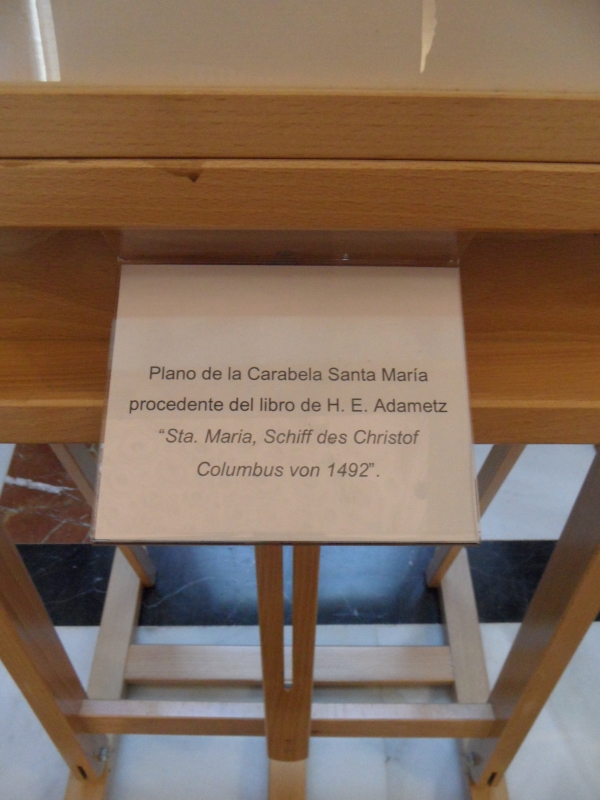 Plano de la Carabela Santa María
procedente del libro de H. E. Adametz
“Sta. Maria, Schiff des Christof
Columbus von 1492”.